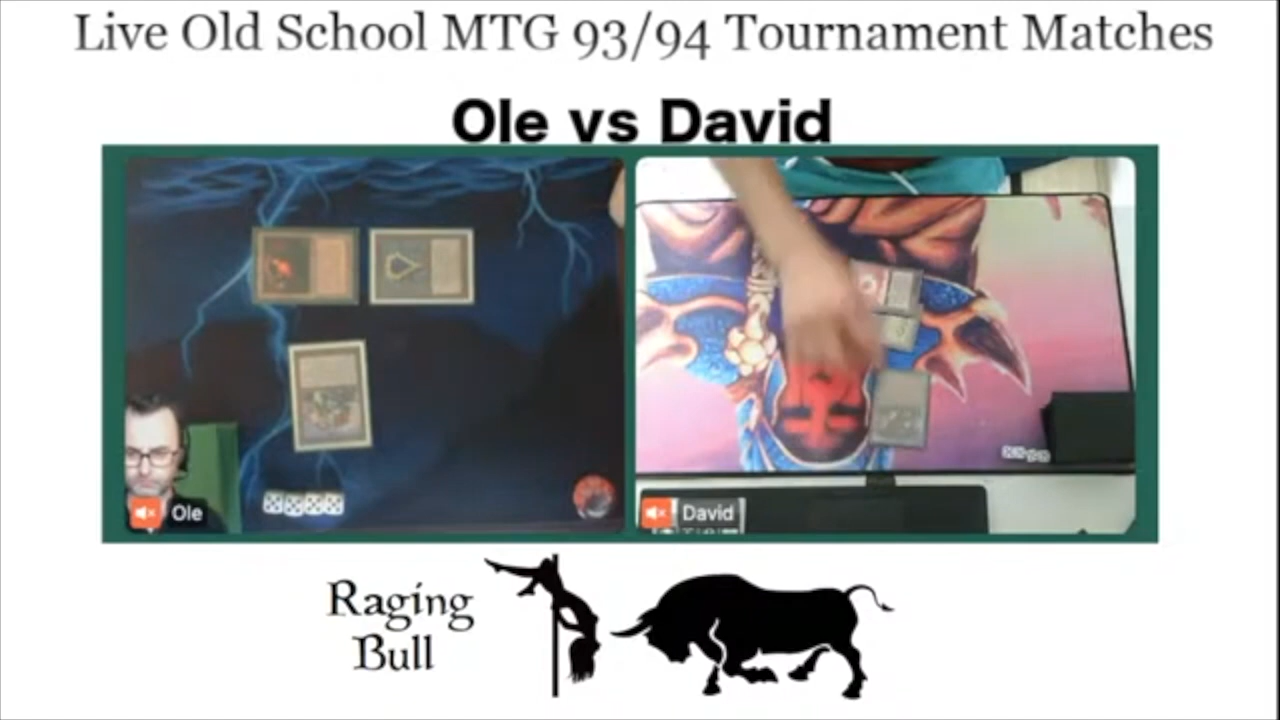 Live Old School MTG 93/94 Tournament Matches
Ole vs David
Ole
David
Raging
Bull